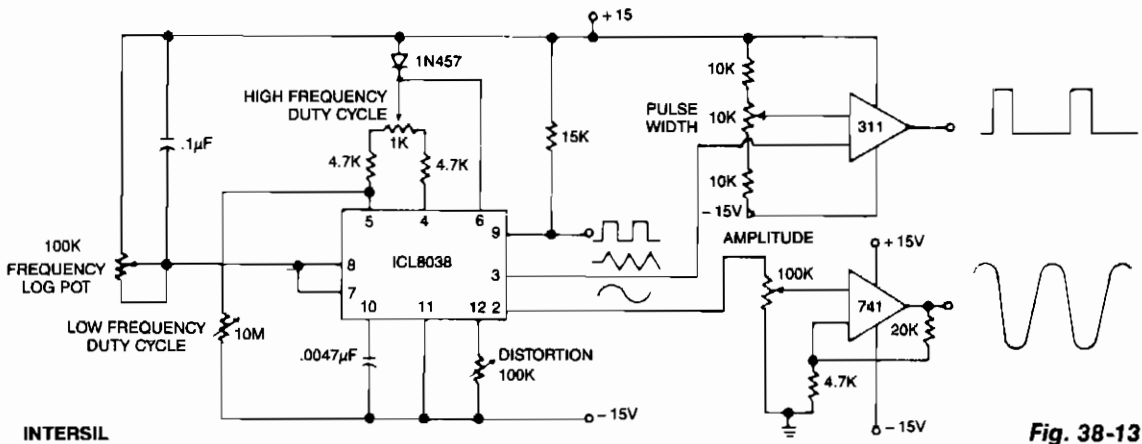 + 15
1N457
HIGH FREQUENCY
DUTY CYCLE
1K
4.7K
4.7K
.1µF
15K
10K
PULSE
WIDTH
10K
10K
- 15V
311
5
4
6
9
ICL8038
8
7
3
2
10
11
12
100K
FREQUENCY
LOG POT
LOW FREQUENCY
DUTY CYCLE
10M
.0047µF
DISTORTION
100K
- 15V
AMPLITUDE
100K
+ 15V
741
20K
4.7K
- 15V
INTERSIL
Fig. 38-13